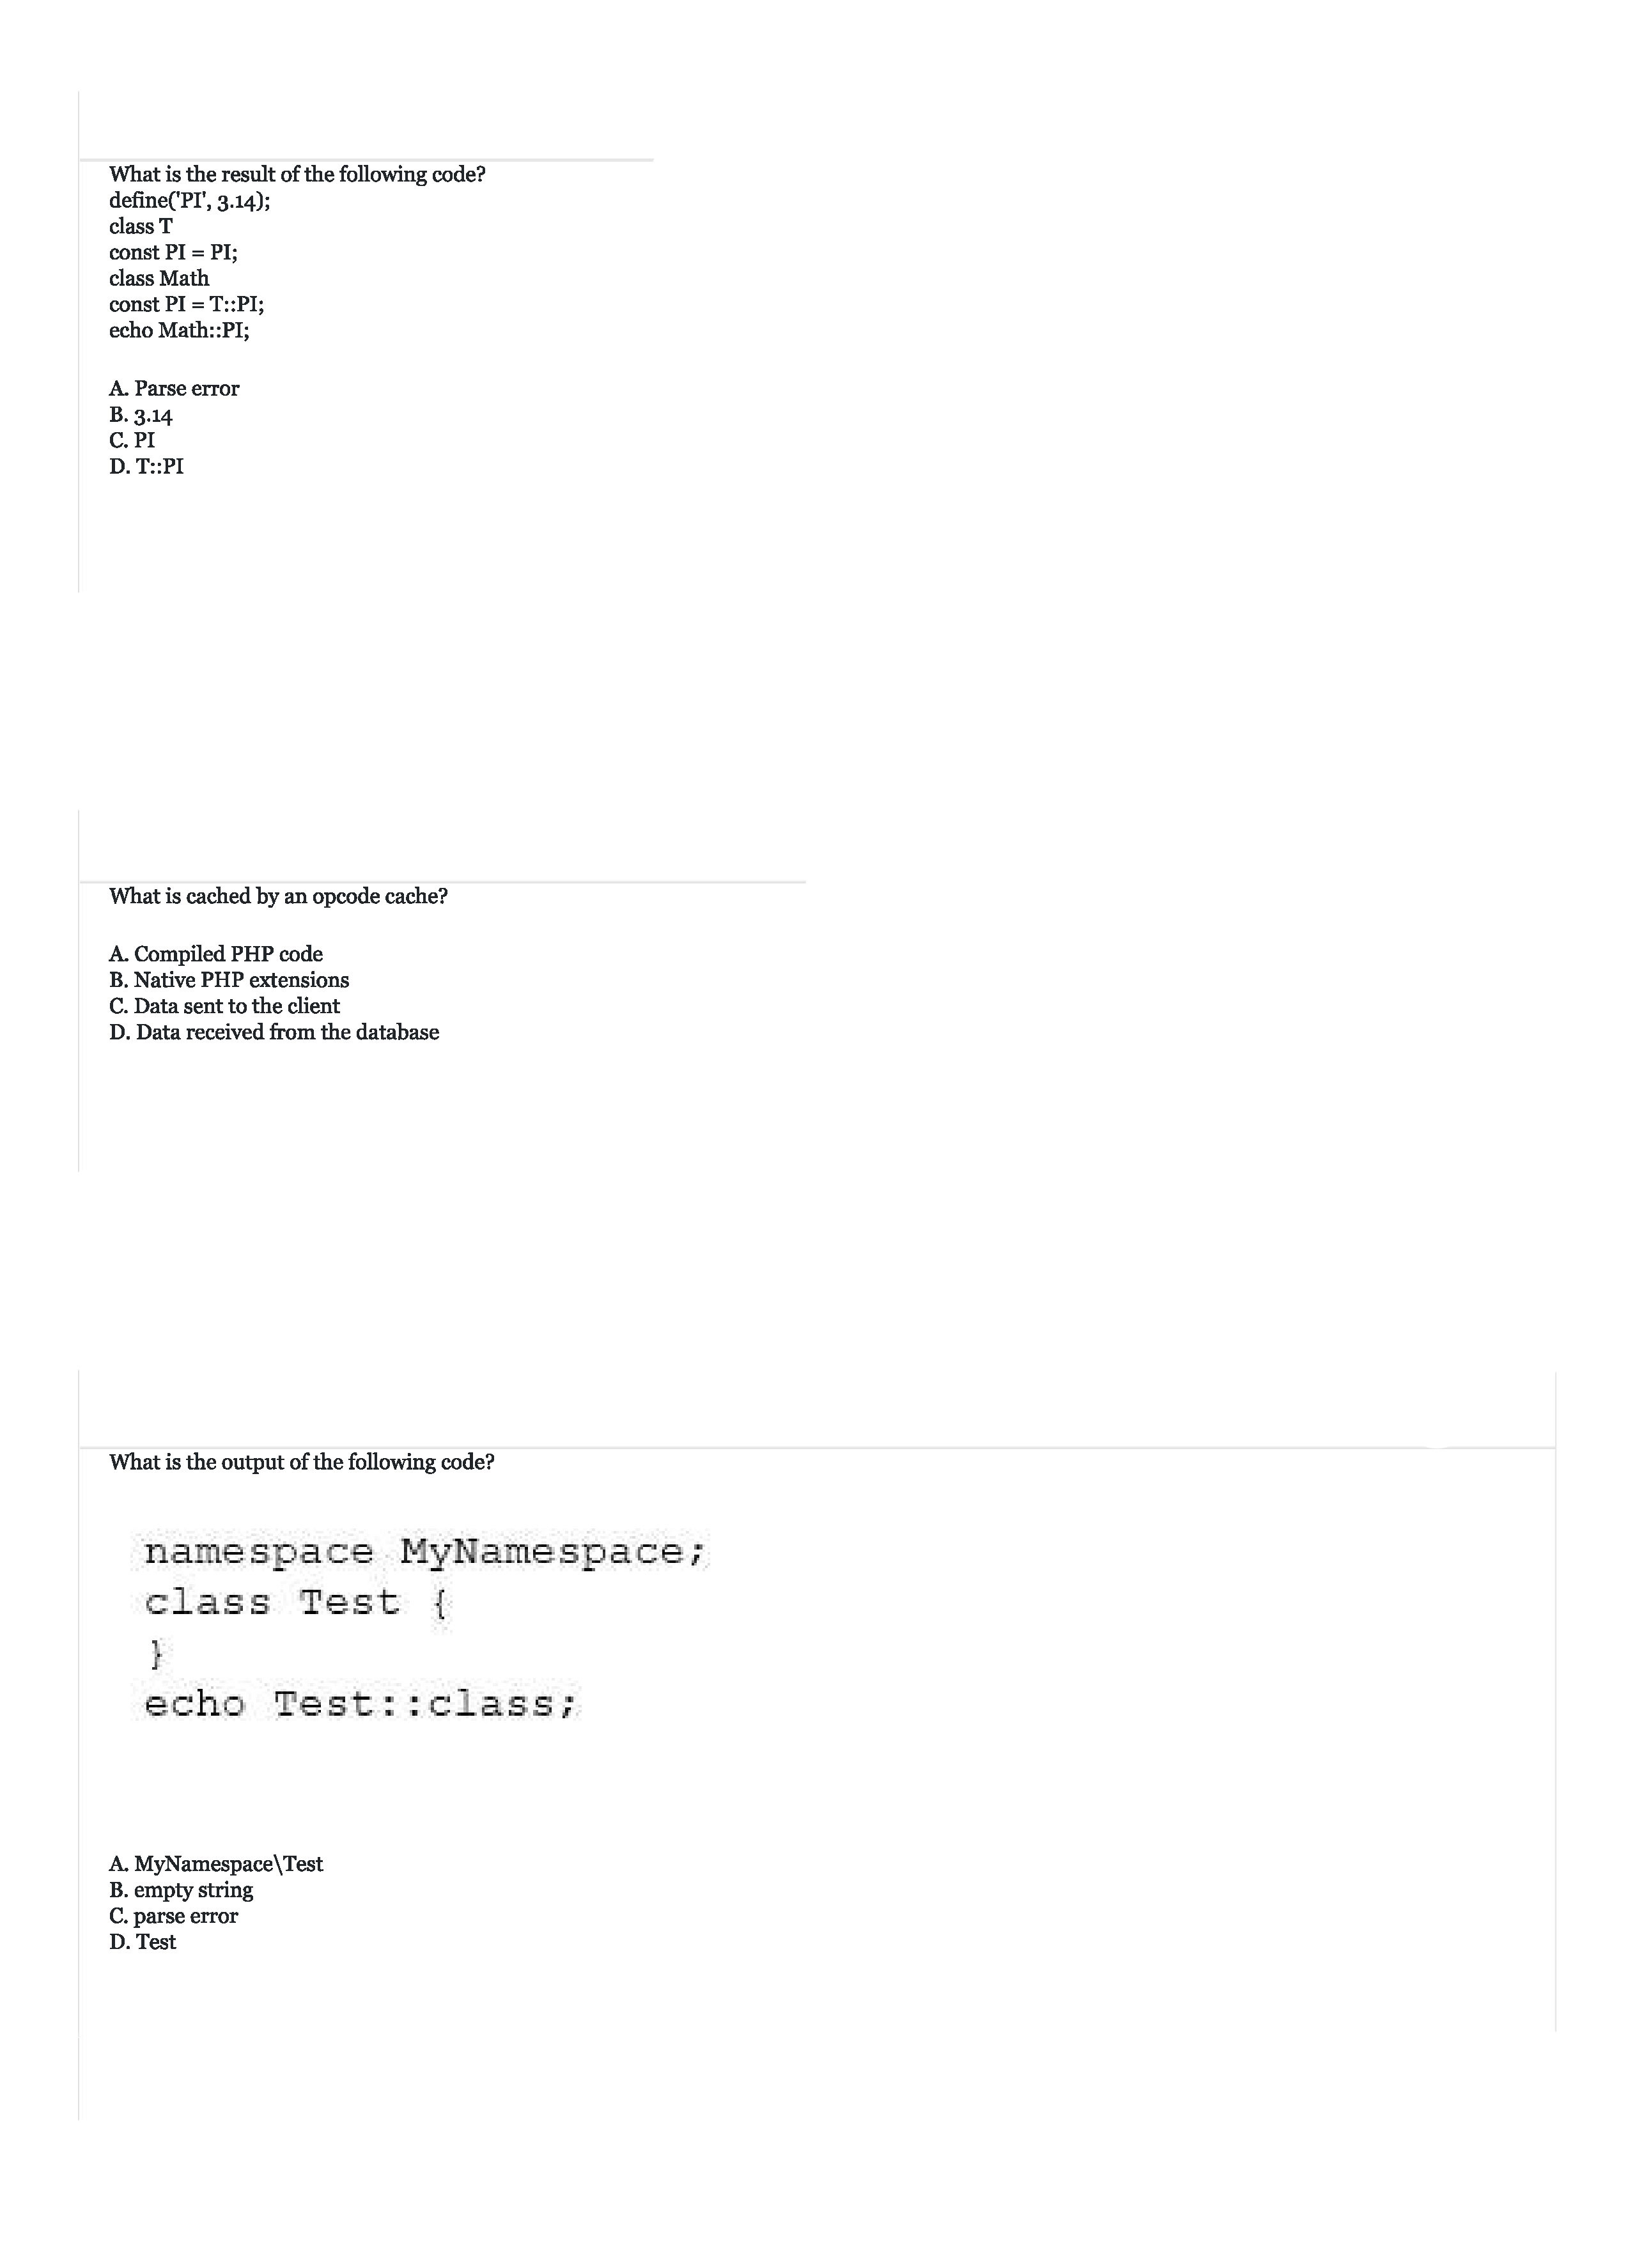 What is the result of the following code?
define('PI', 3.14);
class T
const PI = PI;
class Math
const PI = T::PI;
echo Math::PI;
A. Parse error
B. 3.14
C. PI
D. T::PI
What is cached by an opcode cache?
A. Compiled PHP code
B. Native PHP extensions
C. Data sent to the client
D. Data received from the database
What is the output of the following code?
namespace MyNamespace;
class Test {
}
echo Test::class;
A. MyNamespace\Test
B. empty string
C. parse error
D. Test